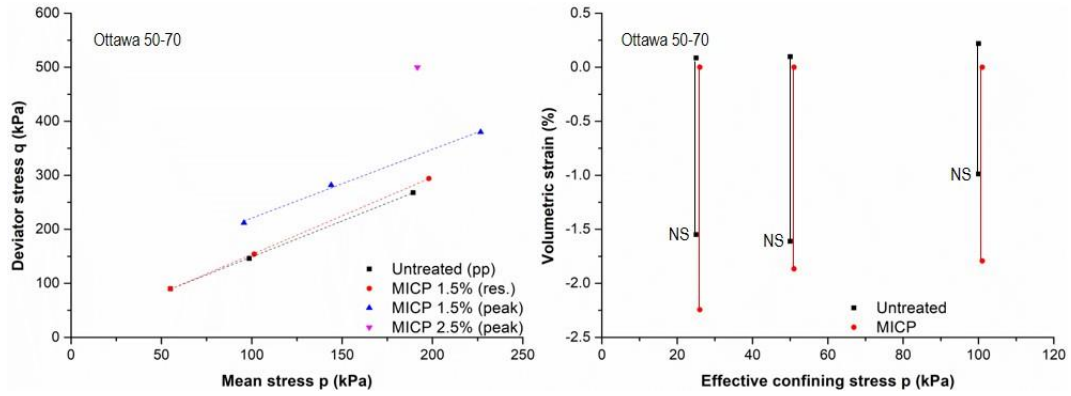 600
500
400
300
200
100
0
Deviator stress q (kPa)
Ottawa 50-70
Untreated (pp)
MICP 1.5% (res.)
MICP 1.5% (peak)
MICP 2.5% (peak)
0
50
100
150
200
250
Mean stress p (kPa)
0.5
0.0
-0.5
-1.0
-1.5
-2.0
-2.5
Volumetric strain (%)
Ottawa 50-70
NS
NS
NS
Untreated
MICP
0
20
40
60
80
100
120
Effective confining stress p (kPa)